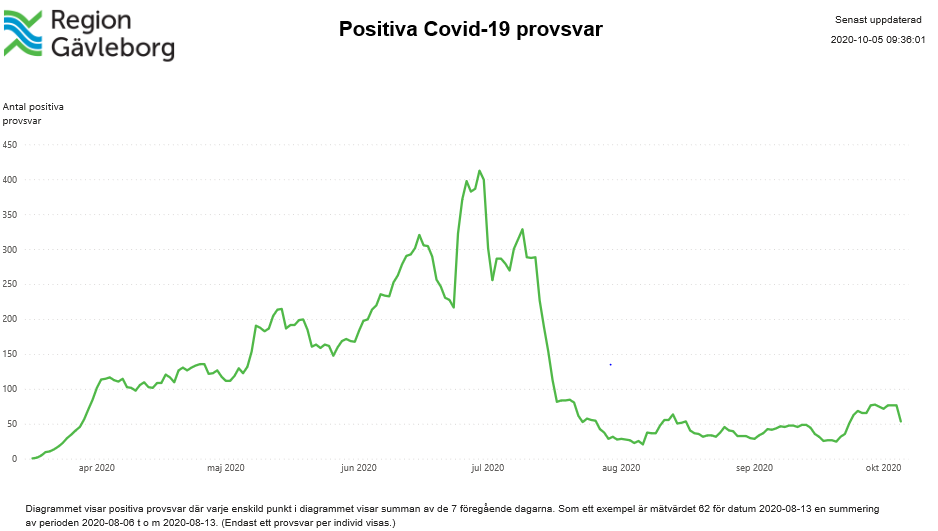 Region
Gävleborg
Positiva Covid-19 provsvar
Senast uppdaterad
2020-10-05 09:36:01
Antal positiva
provsvar
450
400
350
300
250
200
150
100
50
0
apr 2020 maj 2020 jun 2020 jul 2020 aug 2020 sep 2020 okt 2020
Diagrammet visar positiva provsvar där varje enskild punkt i diagrammet visar summan av de 7 föregående dagarna. Som ett exempel är mätvärdet 62 för datum 2020-08-13 en summering
av perioden 2020-08-06 t o m 2020-08-13. (Endast ett provsvar per individ visas.)